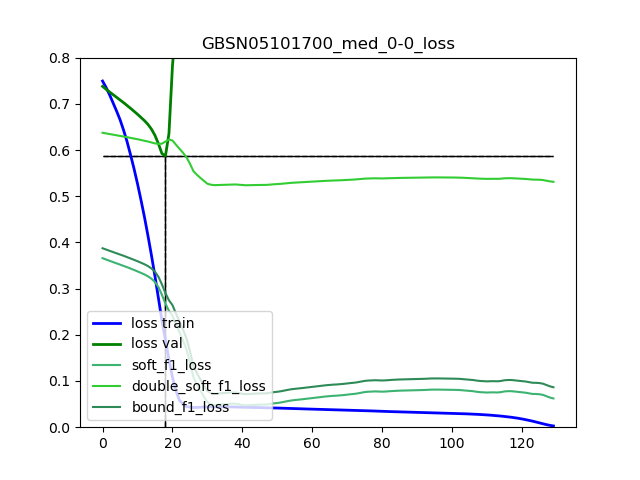 GBSN05101700_med_0-0_loss
0.8
0.7
0.6
0.5
0.4
0.3
0.2
0.1
0.0
loss train
loss val
soft_f1_loss
double_soft_f1_loss
bound_f1_loss
0 20 40 60 80 100 120